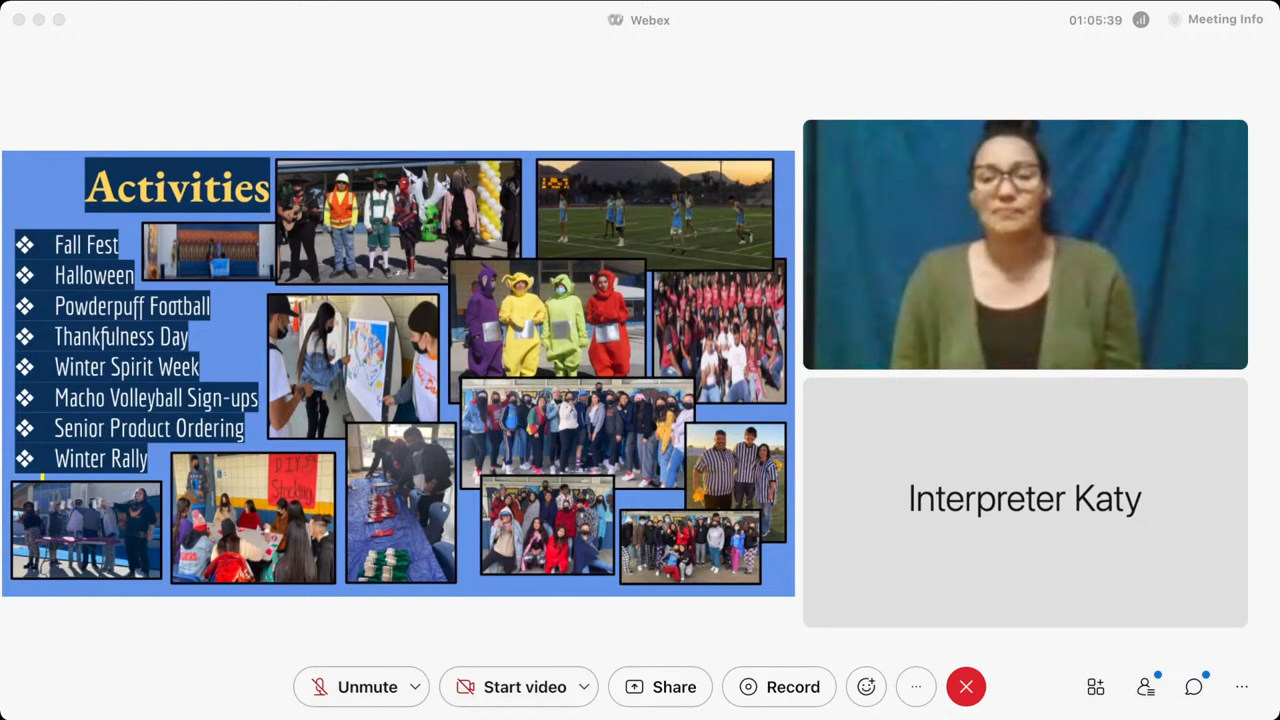 Webex
01:05:39
Meeting Info
Activities
❖ Fall Fest
❖ Halloween
❖ Powderpuff Football
❖ Thankfulness Day
❖ Winter Spirit Week
❖ Macho Volleyball Sign-ups
❖ Senior Product Ordering
❖ Winter Rally
DIY
Stocking
Interpreter Katy
Unmute
Start video
Share
Record